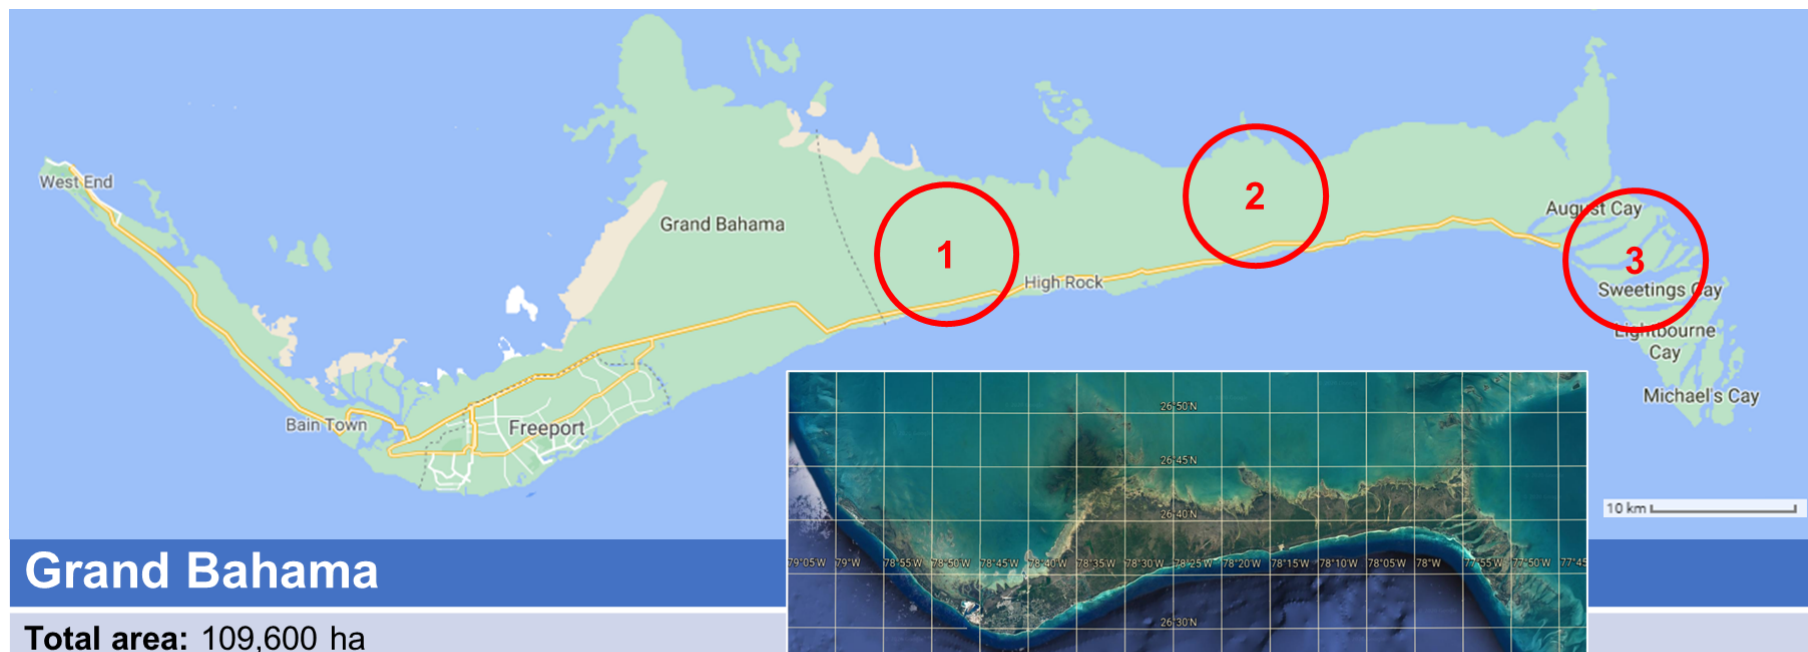 West End
Grand Bahama
1
2
August Cay
3
High Rock
Sweetings Cay
Lightbourne
Cay
Michael's Cay
Bain Town
Freeport
10 km
26°50'N
26°45'N
26°40'N
79°05'W 79°W 78°55'W 78°50'W 78°45'W 78°40'W 78°35'W 78°30'W 78°25'W 78°20'W 78°15'W 78°10'W 78°05'W 78°W 77°55'W 77°50'W 77°45
26°30'N
Grand Bahama
Total area: 109,600 ha